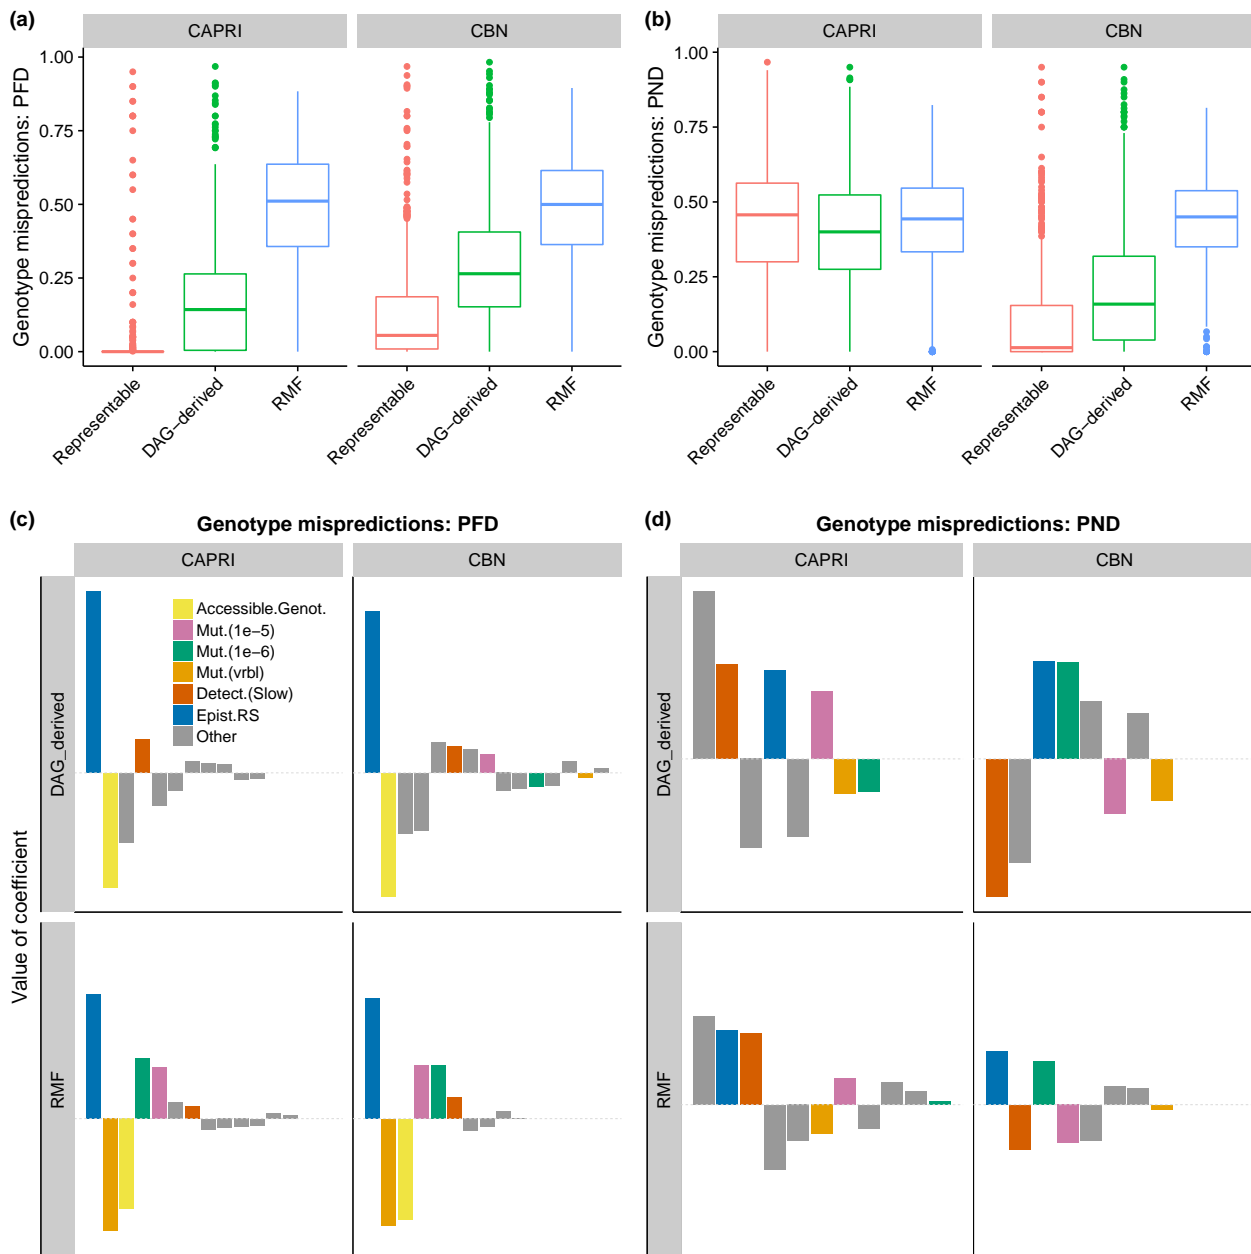 (a)
CAPRI
CBN
Genotype mispredictions: PFD
1.00
0.75
0.50
0.25
0.00
Representable
DAG−derived
RMF
Representable
DAG−derived
RMF
(b)
CAPRI
CBN
Genotype mispredictions: PND
1.00
0.75
0.50
0.25
0.00
Representable
DAG−derived
RMF
Representable
DAG−derived
RMF
(c)
Genotype mispredictions: PFD
CAPRI
CBN
Value of coefficient
DAG_derived
RMF
Accessible.Genot.
Mut.(1e−5)
Mut.(1e−6)
Mut.(vrbl)
Detect.(Slow)
Epist.RS
Other
(d)
Genotype mispredictions: PND
CAPRI
CBN
DAG_derived
RMF